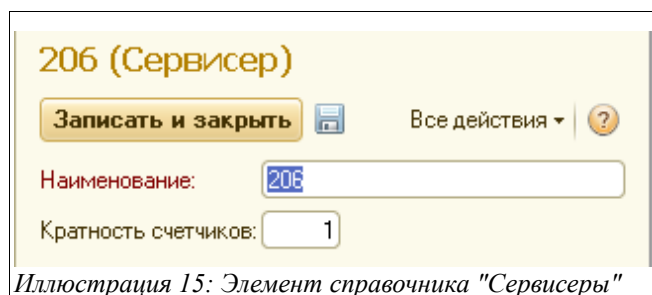 206 (Сервисер)
Записать и закрыть Все действия ?
Наименование: 206
Кратность счетчиков: 1
Иллюстрация 15: Элемент справочника "Сервисеры"